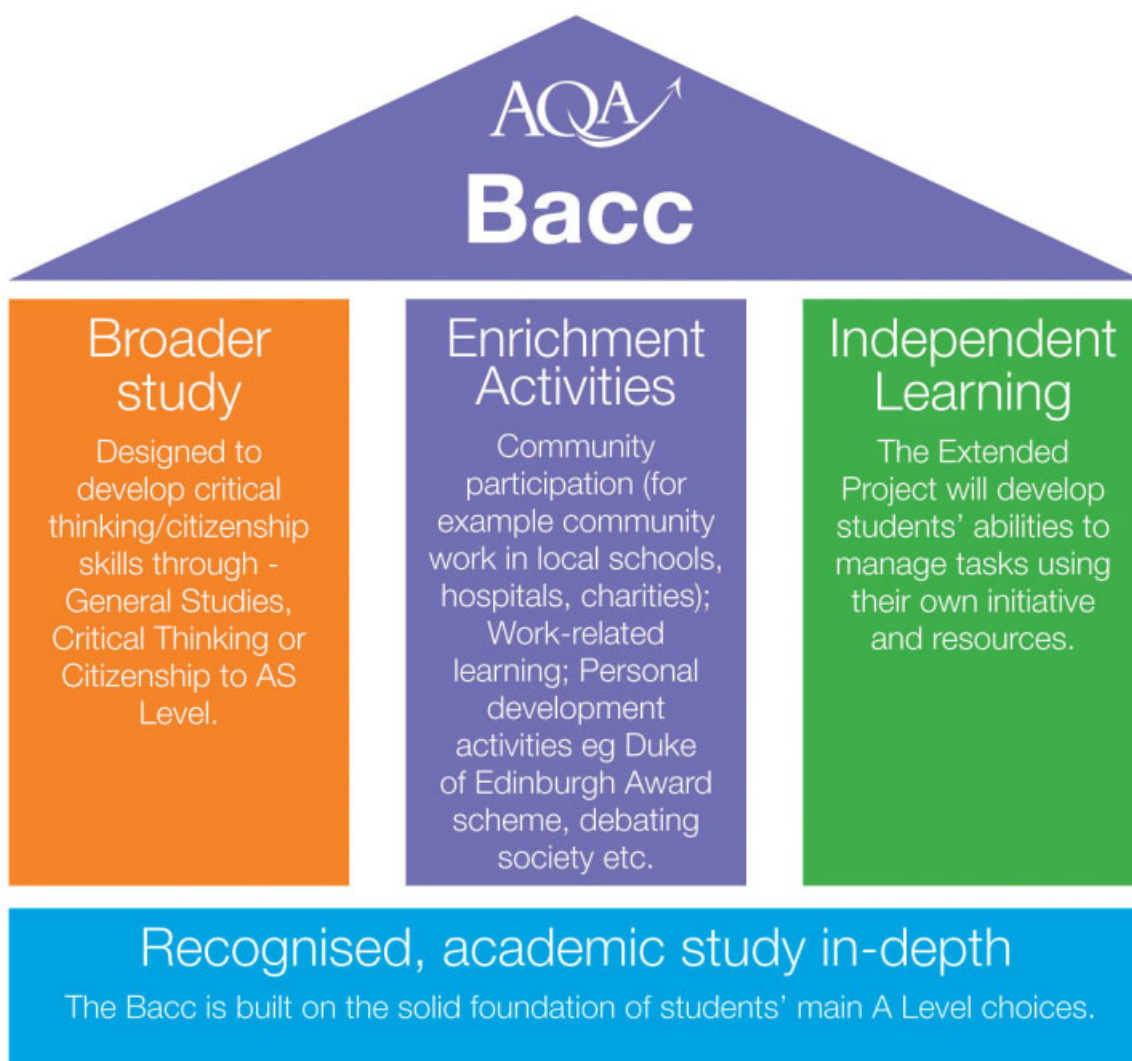 AQA
Bacc
Broader
study
Designed to
develop critical
thinking/citizenship
skills through -
General Studies,
Critical Thinking or
Citizenship to AS
Level.
Enrichment
Activities
Community
participation (for
example community
work in local schools,
hospitals, charities);
Work-related
learning; Personal
development
activities eg Duke
of Edinburgh Award
scheme, debating
society etc.
Independent
Learning
The Extended
Project will develop
students’ abilities to
manage tasks using
their own initiative
and resources.
Recognised, academic study in-depth
The Bacc is built on the solid foundation of students’ main A Level choices.